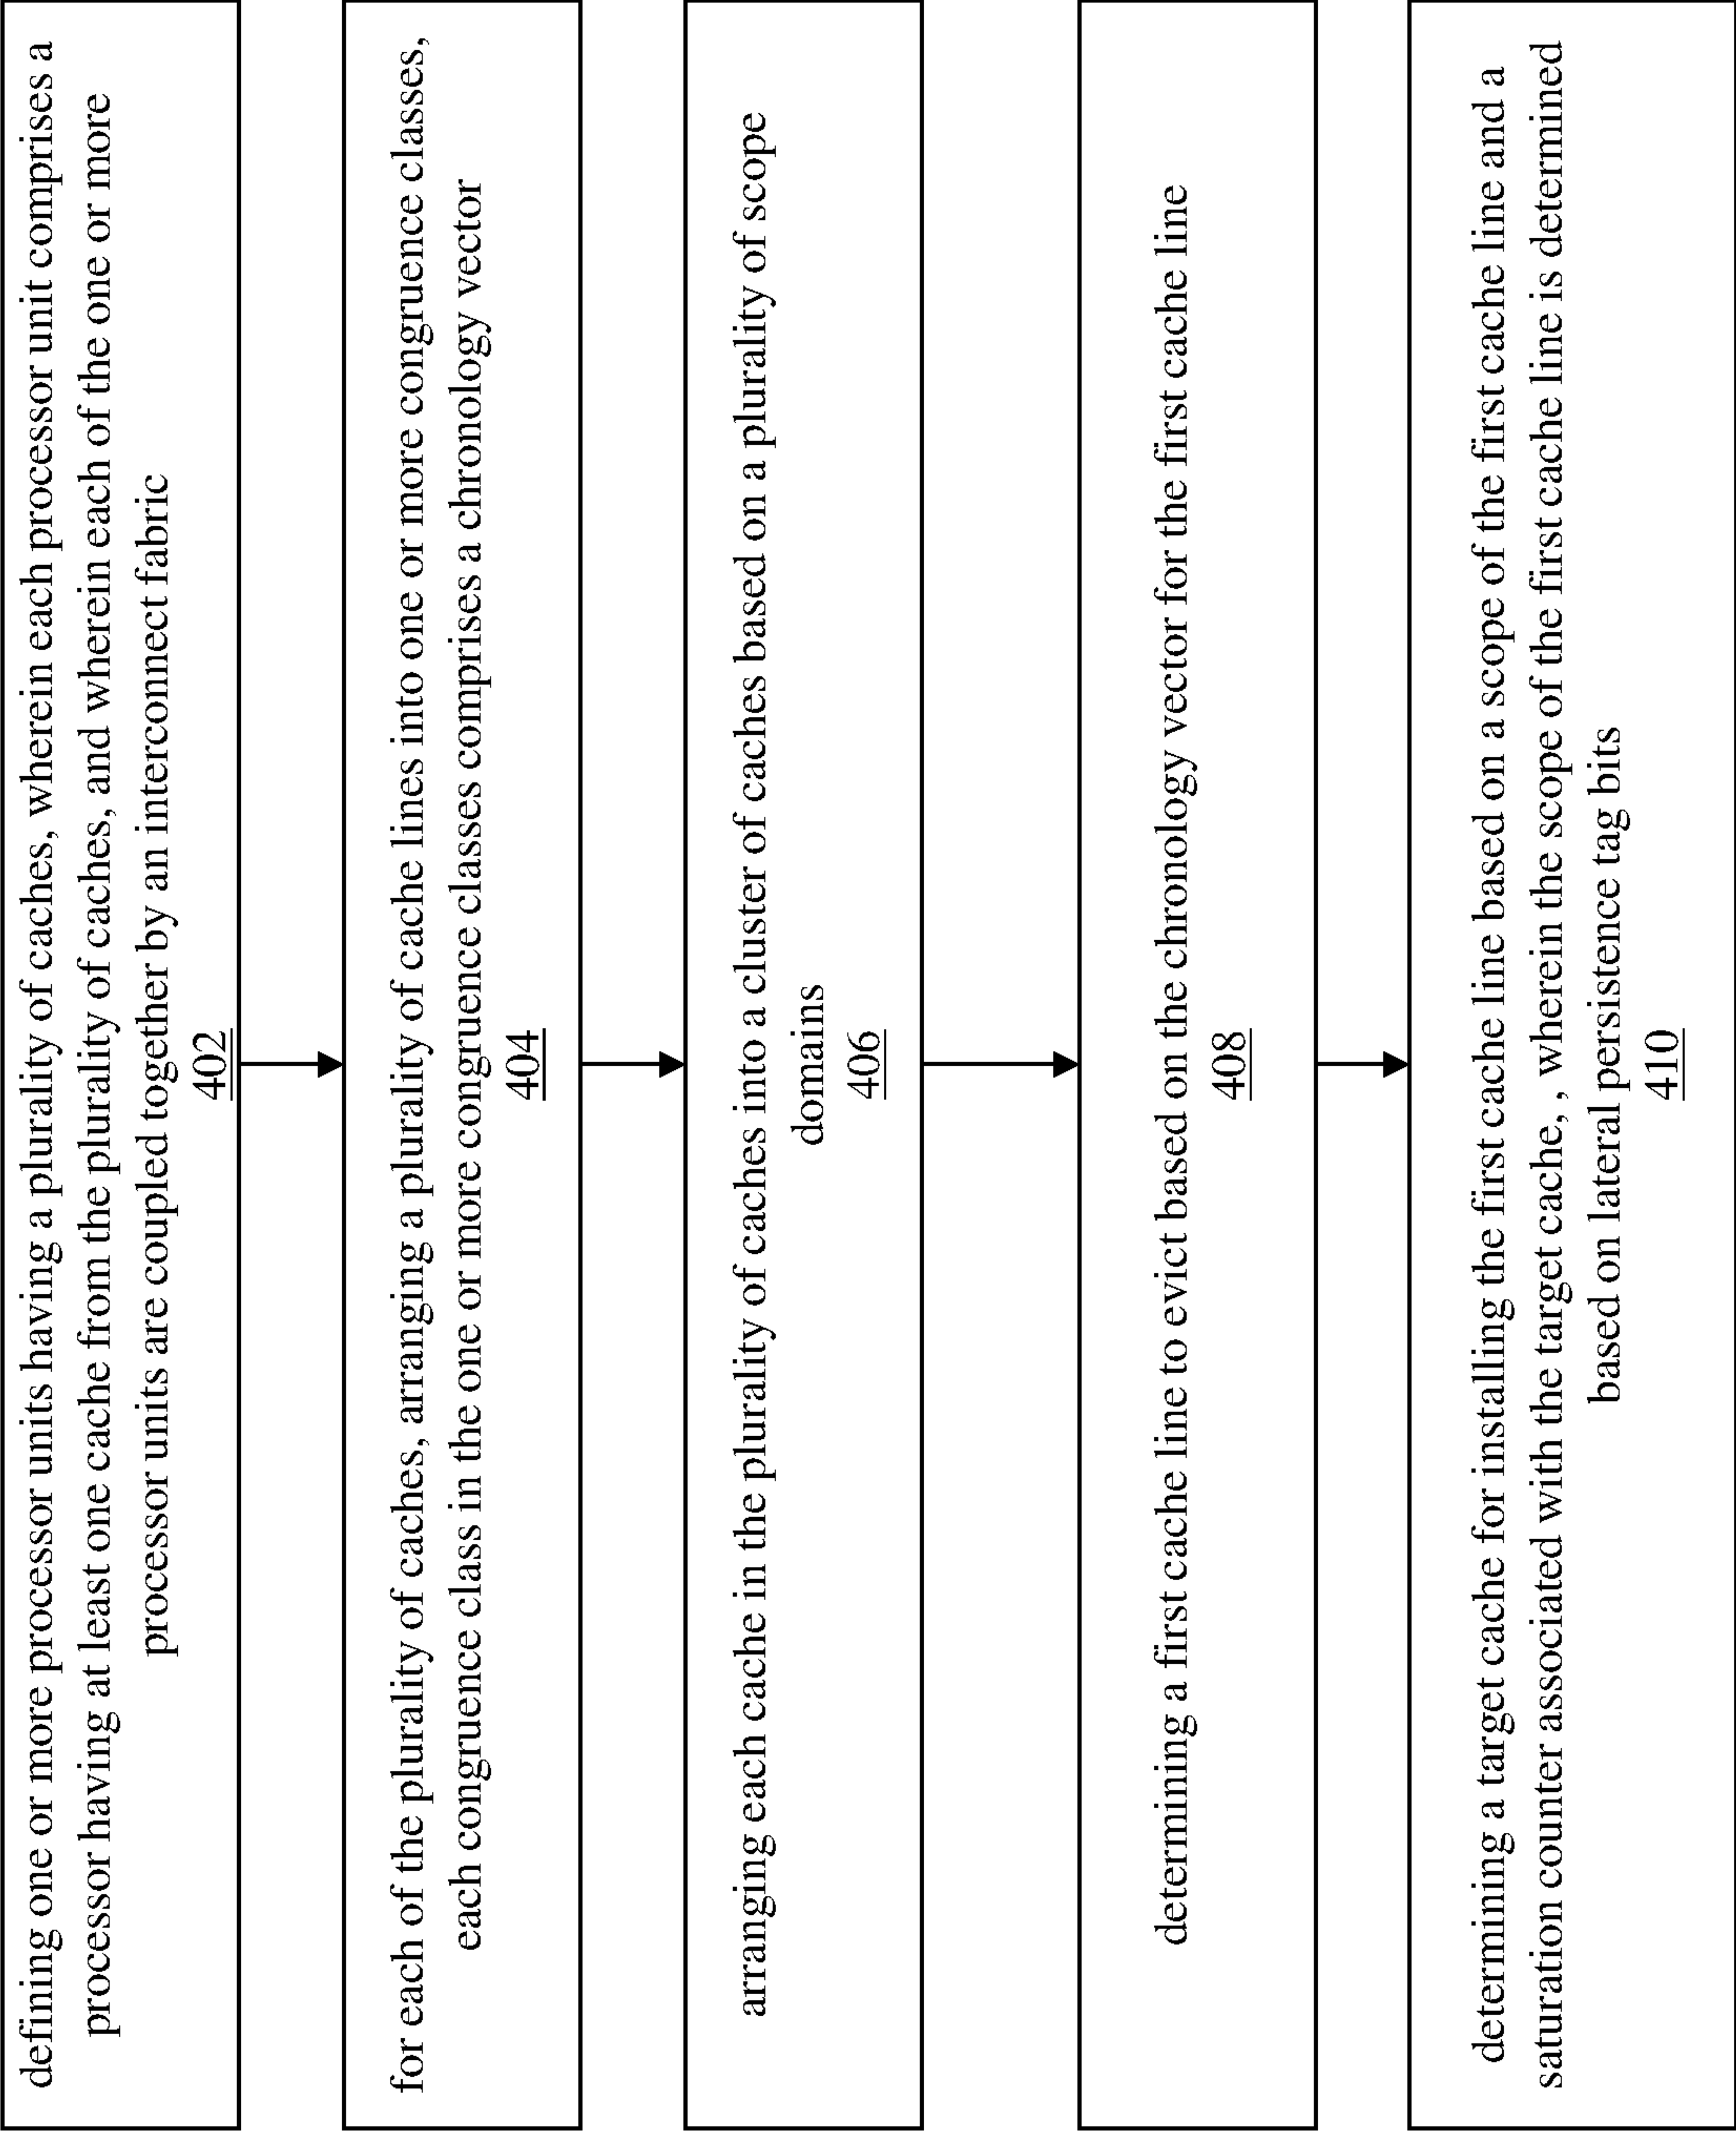 defining one or more processor units having a plurality of caches, wherein each processor unit comprises a
processor having at least one cache from the plurality of caches, and wherein each of the one or more
processor units are coupled together by an interconnect fabric
402
for each of the plurality of caches, arranging a plurality of cache lines into one or more congruence classes,
each congruence class in the one or more congruence classes comprises a chronology vector
404
arranging each cache in the plurality of caches into a cluster of caches based on a plurality of scope
domains
406
determining a first cache line to evict based on the chronology vector for the first cache line
408
determining a target cache for installing the first cache line based on a scope of the first cache line and a
saturation counter associated with the target cache, , wherein the scope of the first cache line is determined
based on lateral persistence tag bits
410